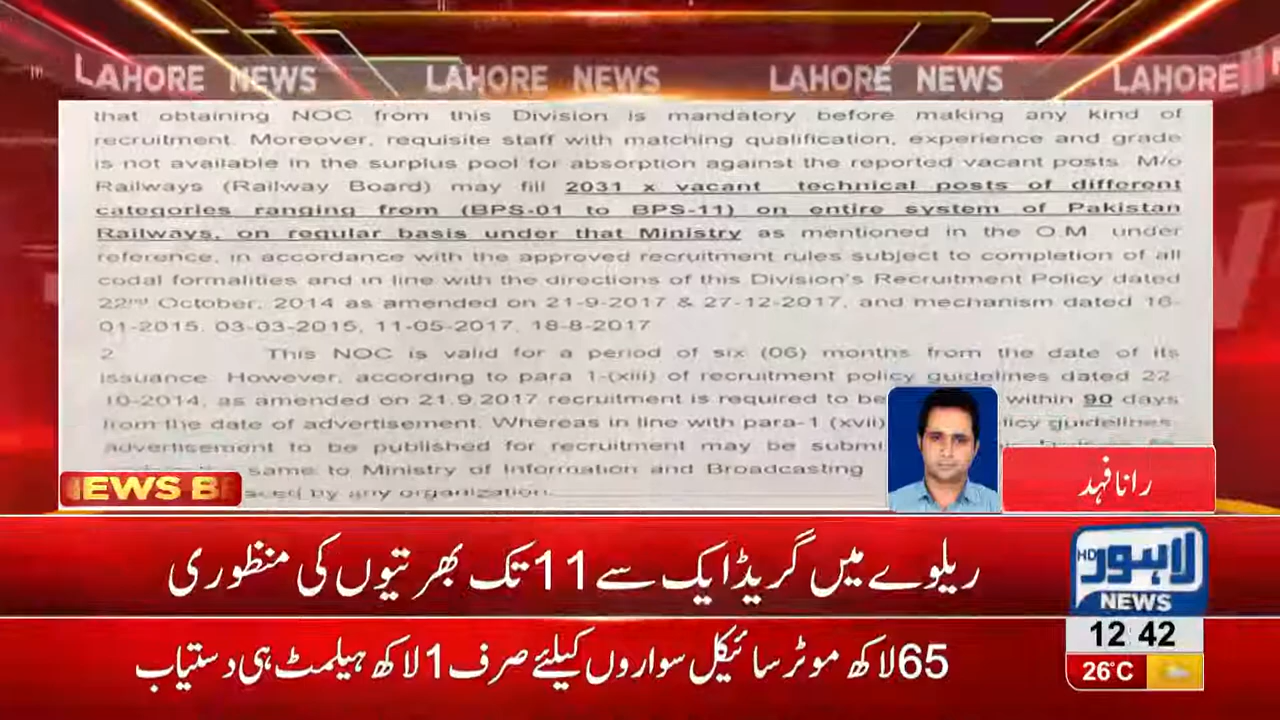 LAHORE NEWS LAHORE NEWS LAHORE NEWS LAHORE
that obtaining NOC from this Division is mandatory before making any kind of
recruitment. Moreover, requisite staff with matching qualification, experience and grade
is not available in the surplus pool for absorption against the reported vacant posts. M/o
Railways (Railway Board) may fill 2031 x vacant technical posts of different
categories ranging from (BPS-01 to BPS-11) on entire system of Pakistan
Railways, on regular basis under that Ministry as mentioned in the O.M. under
reference, in accordance with the approved recruitment rules subject to completion of all
codal formalities and in line with the directions of this Division's Recruitment Policy dated
22nd October, 2014 as amended on 21-9-2017 & 27-12-2017, and mechanism dated 16-
01-2015, 03-03-2015, 11-05-2017, 18-8-2017
2 This NOC is valid for a period of six (06) months from the date of its
issuance. However, according to para 1-(xiii) of recruitment policy guidelines dated 22-
10-2014, as amended on 21.9.2017 recruitment is required to be within 90 days
from the date of advertisement. Whereas in line with para-1 (xvii) guidelines,
advertisement to be published for recruitment may be
same to Ministry of Information and Broadcasting
by any organization.
NEWS BR
رانا فہد
ریلوے میں گریڈ ایک سے 11 تک بھرتیوں کی منظوری
65 لاکھ موٹر سائیکل سواروں کیلئے صرف 1 لاکھ ہیلمٹ ہی دستیاب
HD لاہور
NEWS
12:42
26°C